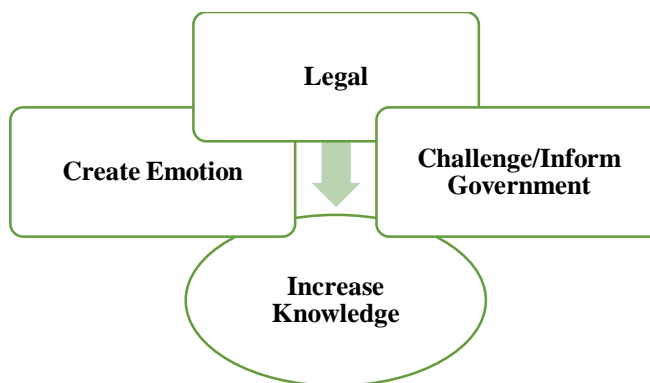 Legal
Create Emotion
Challenge/Inform
Government
Increase
Knowledge